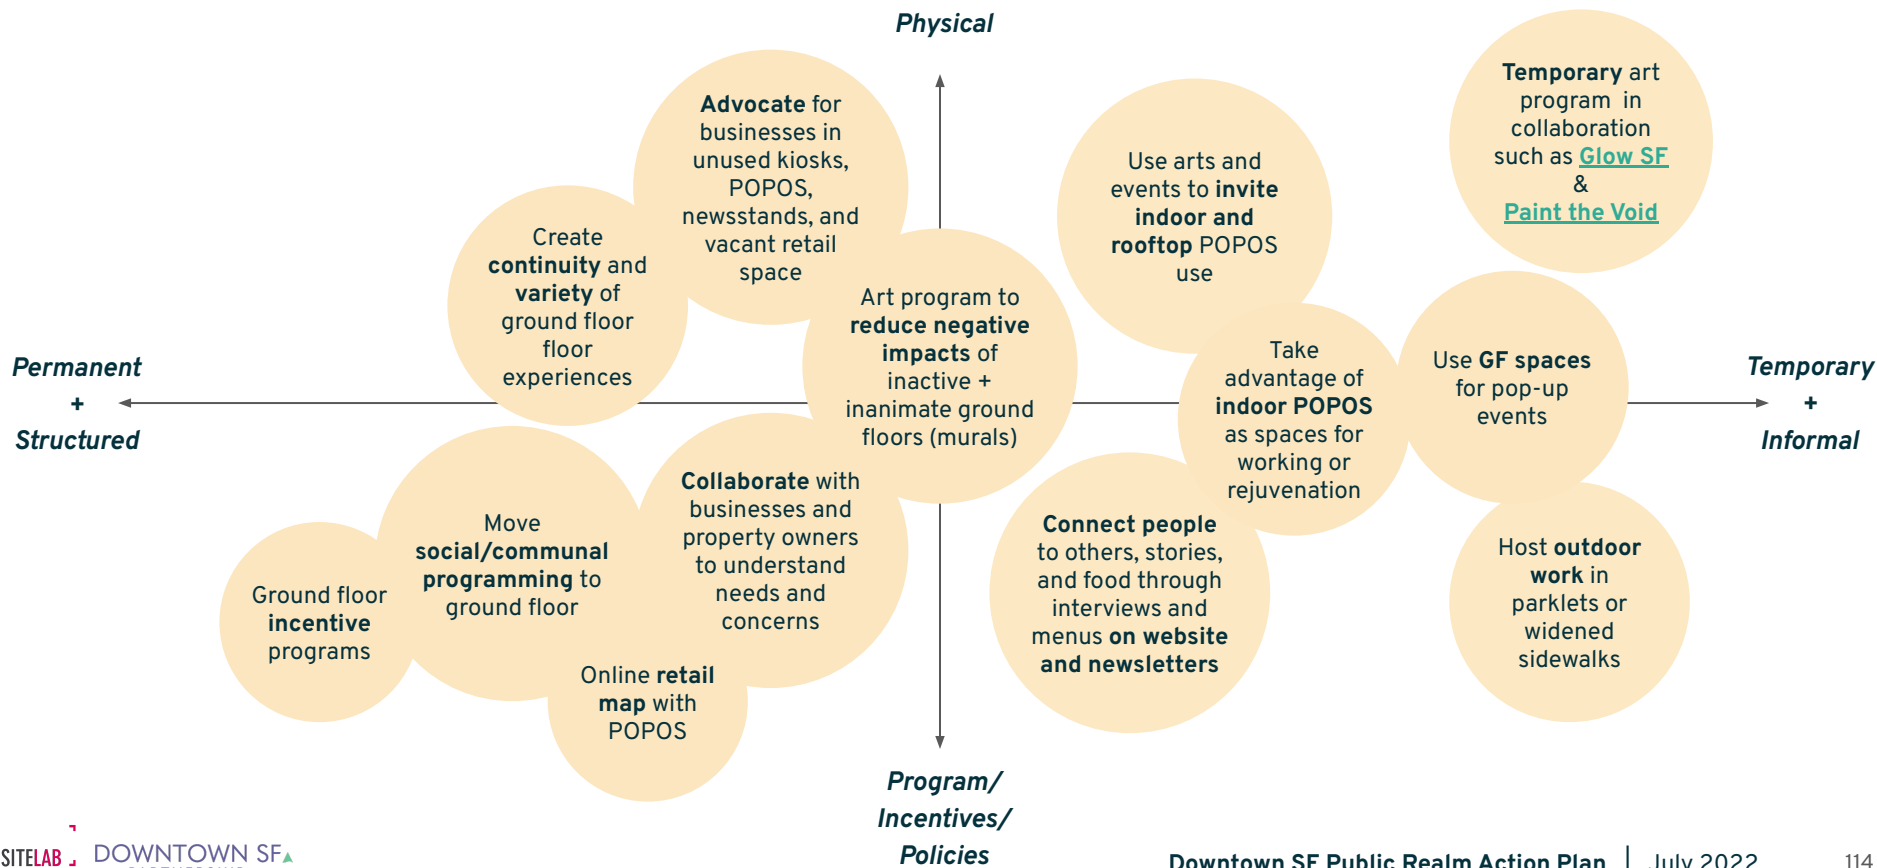 Physical
Temporary art
program in
collaboration
such as Glow SF
&
Paint the Void
Advocate for
businesses in
unused kiosks,
POPOS,
newsstands, and
vacant retail
space
Use arts and
events to invite
indoor and
rooftop POPOS
use
Create
continuity and
variety of
ground floor
floor
experiences
Art program to
reduce negative
impacts of
inactive +
inanimate ground
floors (murals)
Take
advantage of
indoor POPOS
as spaces for
working or
rejuvenation
Use GF spaces
for pop-up
events
Permanent
+
Structured
Temporary
+
Informal
Collaborate with
businesses and
property owners
to understand
needs and
concerns
Move
social/communal
programming to
ground floor
Ground floor
incentive
programs
Online retail
map with
POPOS
Connect people
to others, stories,
and food through
interviews and
menus on website
and newsletters
Host outdoor
work in
parklets or
widened
sidewalks
Program/
Incentives/
Policies
SITELAB
DOWNTOWN SF
Downtown SF Public Realm Action Plan | July 2022 114